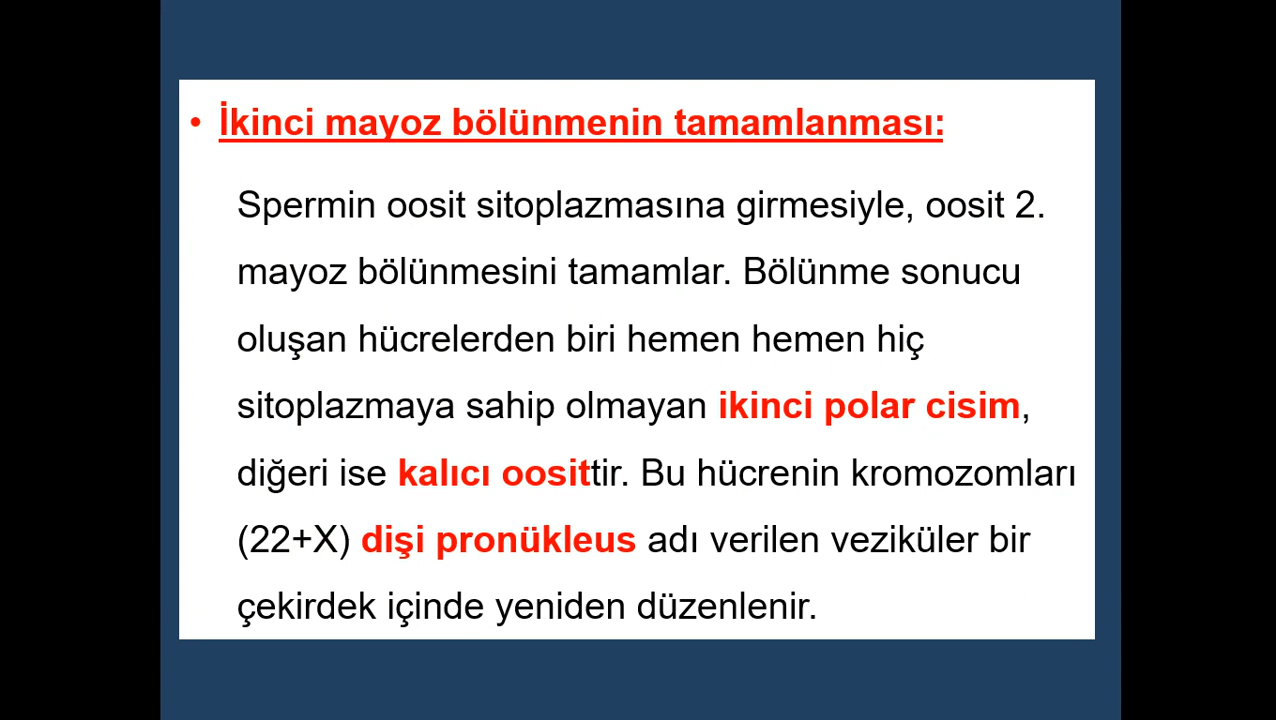 • İkinci mayoz bölünmenin tamamlanması:
Spermin oosit sitoplazmasına girmesiyle, oosit 2.
mayoz bölünmesini tamamlar. Bölünme sonucu
oluşan hücrelerden biri hemen hemen hiç
sitoplazmaya sahip olmayan ikinci polar cisim,
diğeri ise kalıcı oosittir. Bu hücrenin kromozomları
(22+X) dişi pronükleus adı verilen veziküler bir
çekirdek içinde yeniden düzenlenir.